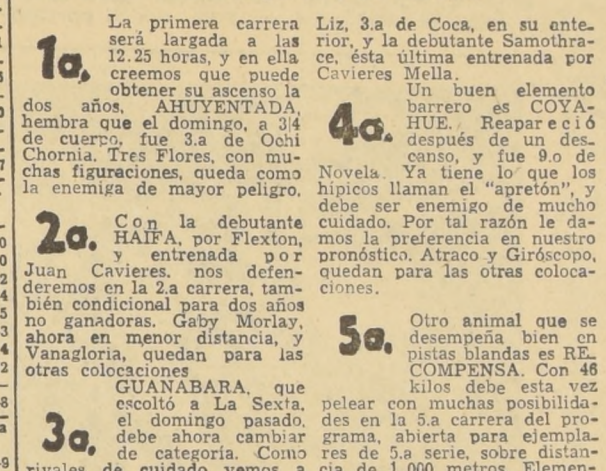 1a.
La primera carrera
será largada a las
12.25 horas, y en ella
creemos que puede
obtener su ascenso la
dos años, AHUYENTADA,
hembra que el domingo, a 3|4
de cuerpo, fue 3.a de Ochi
Chornia. Tres Flores, con mu-
chas figuraciones, queda como
la enemiga de mayor peligro.
2a.
Con la debutante
HAIFA, por Flexton,
y entrenada por
Juan Cavieres. nos defen-
deremos en la 2.a carrera, tam-
bién condicional para dos años
no ganadoras. Gaby Morlay,
ahora en menor distancia, y
Vanagloria, quedan para las
otras colocaciones
3a.
GUANABARA, que
escoltó a La Sexta,
el domingo pasado,
debe ahora cambiar
de categoría. Como
rivales de cuidado vemos a
Liz, 3.a de Coca, en su ante-
rior, y la debutante Samothra-
ce, ésta última entrenada por
Cavieres Mella.
4a.
Un buen elemento
barrero es COYA-
HUE. Reapareció
después de un des-
canso, y fue 9.o de
Novela. Ya tiene lo que los
hípicos llaman el "apretón", y
debe ser enemigo de mucho
cuidado. Por tal razón le da-
mos la preferencia en nuestro
pronóstico. Atraco y Giróscopo,
quedan para las otras coloca-
ciones.
5a.
Otro animal que se
desempeña bien en
pistas blandas es RE-
COMPENSA. Con 46
kilos debe esta vez
pelear con muchas posibilida-
des en la 5.a carrera del pro-
grama, abierta para ejempla-
res de 5.a serie, sobre distan-
cia de 1.000 metros. Elemen-